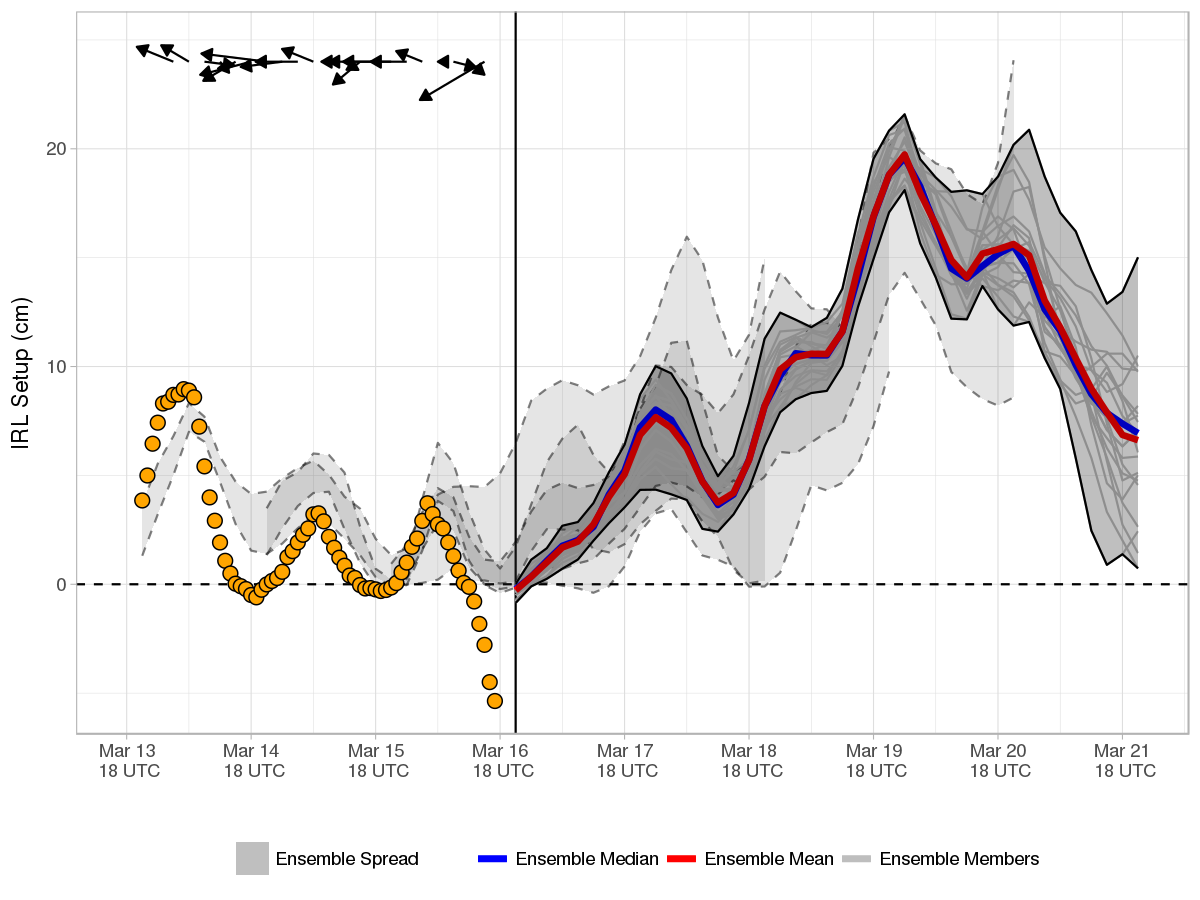 IRL Setup (cm)
20
10
0
Mar 13 Mar 14 Mar 15 Mar 16 Mar 17 Mar 18 Mar 19 Mar 20 Mar 21
18 UTC 18 UTC 18 UTC 18 UTC 18 UTC 18 UTC 18 UTC 18 UTC 18 UTC
Ensemble Spread Ensemble Median Ensemble Mean Ensemble Members